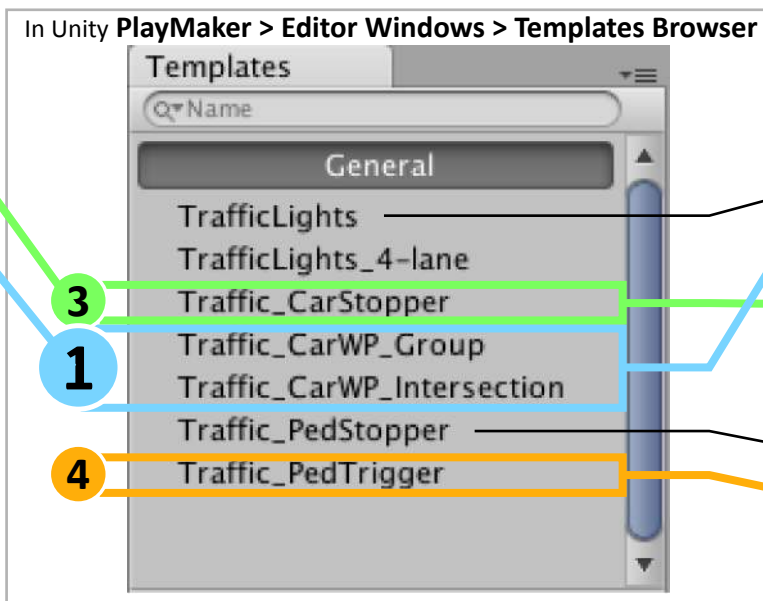 In Unity PlayMaker > Editor Windows > Templates Browser
Templates
Name
General
TrafficLights
TrafficLights_4-lane
3
Traffic_CarStopper
1
Traffic_CarWP_Group
Traffic_CarWP_Intersection
Traffic_PedStopper
4
Traffic_PedTrigger